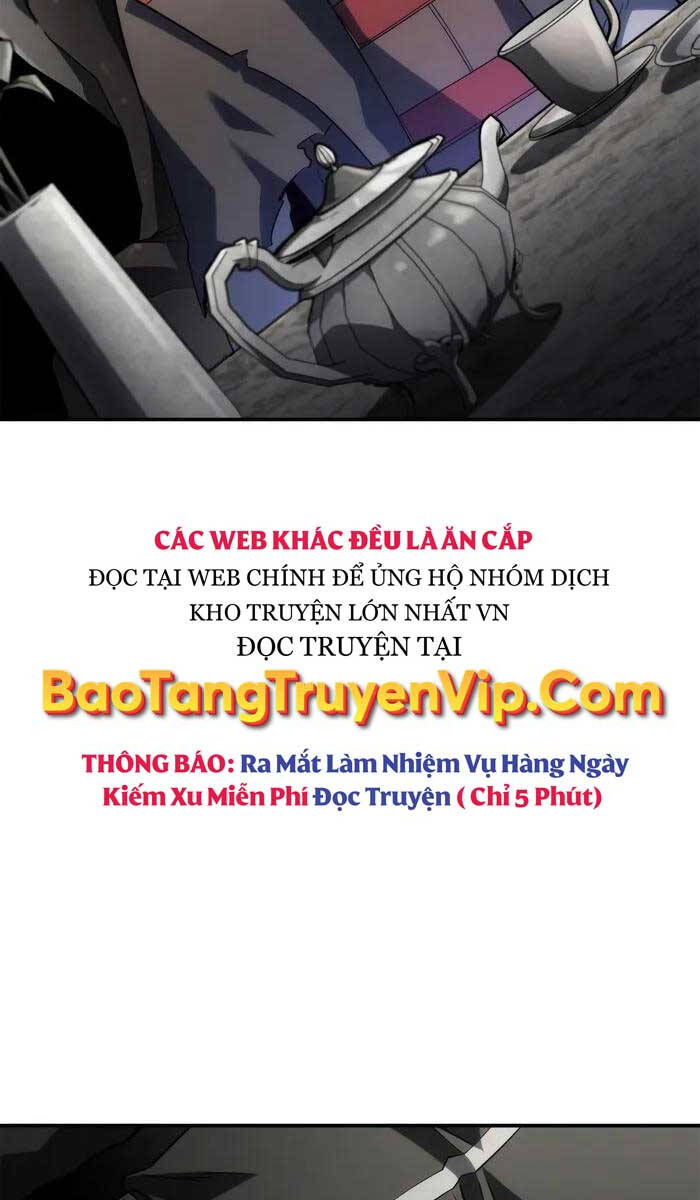 CÁC WEB KHÁC ĐỀU LÀ ĂN CẮP
ĐỌC TẠI WEB CHÍNH ĐỂ ỦNG HỘ NHÓM DỊCH
KHO TRUYỆN LỚN NHẤT VN
ĐỌC TRUYỆN TẠI
BaoTangTruyenVip.Com
THÔNG BÁO: Ra Mắt Làm Nhiệm Vụ Hàng Ngày
Kiếm Xu Miễn Phí Đọc Truyện ( Chỉ 5 Phút)